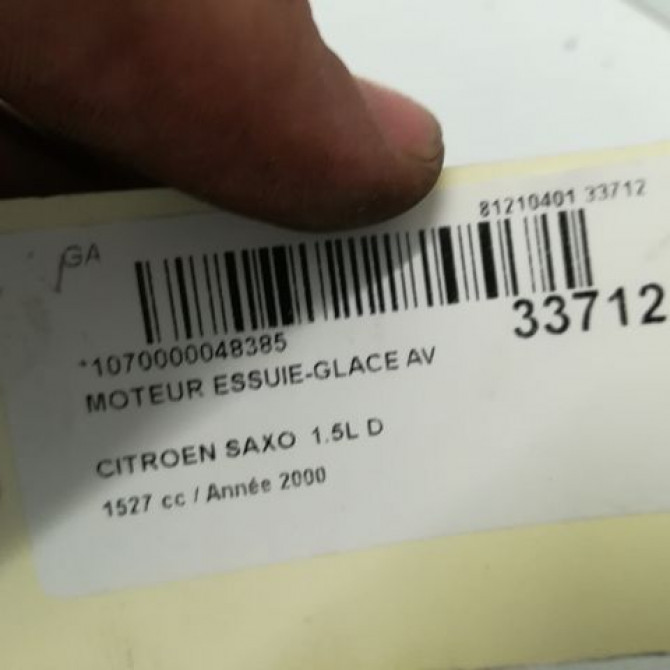 81210401 33712
GA
33712
*1070000048385
MOTEUR ESSUIE-GLACE AV
CITROEN SAXO 1.5L D
1527 cc / Année 2000